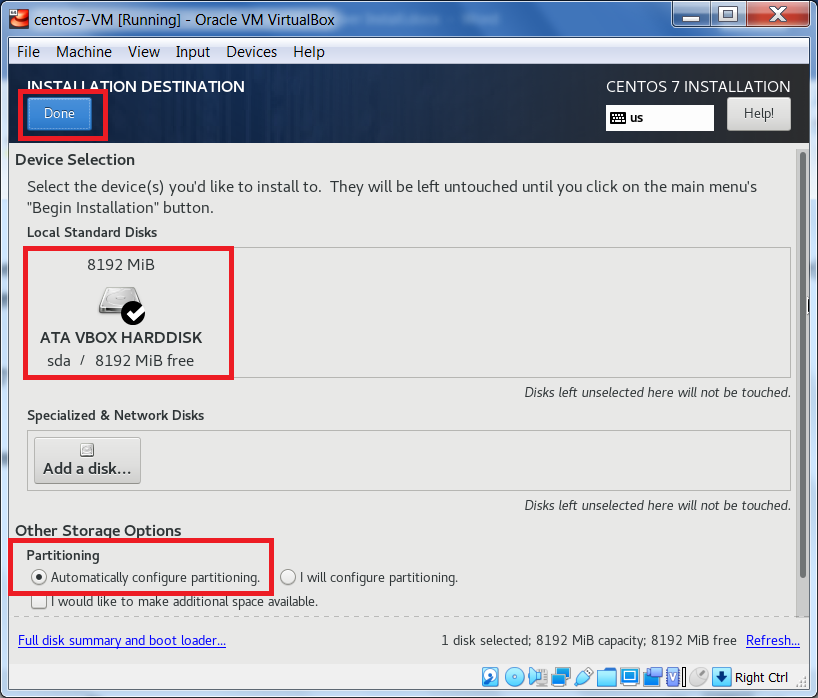 centos7-VM [Running] - Oracle VM VirtualBox
File Machine View Input Devices Help
INSTALLATION DESTINATION
CENTOS 7 INSTALLATION
Done
us
Help!
Device Selection
Select the device(s) you'd like to install to. They will be left untouched until you click on the main menu's
"Begin Installation" button.
Local Standard Disks
8192 MiB
ATA VBOX HARDDISK
sda / 8192 MiB free
Disks left unselected here will not be touched.
Specialized & Network Disks
Add a disk...
Disks left unselected here will not be touched.
Other Storage Options
Partitioning
Automatically configure partitioning. I will configure partitioning.
I would like to make additional space available.
Full disk summary and boot loader... 1 disk selected; 8192 MiB capacity; 8192 MiB free Refresh...
Right Ctrl